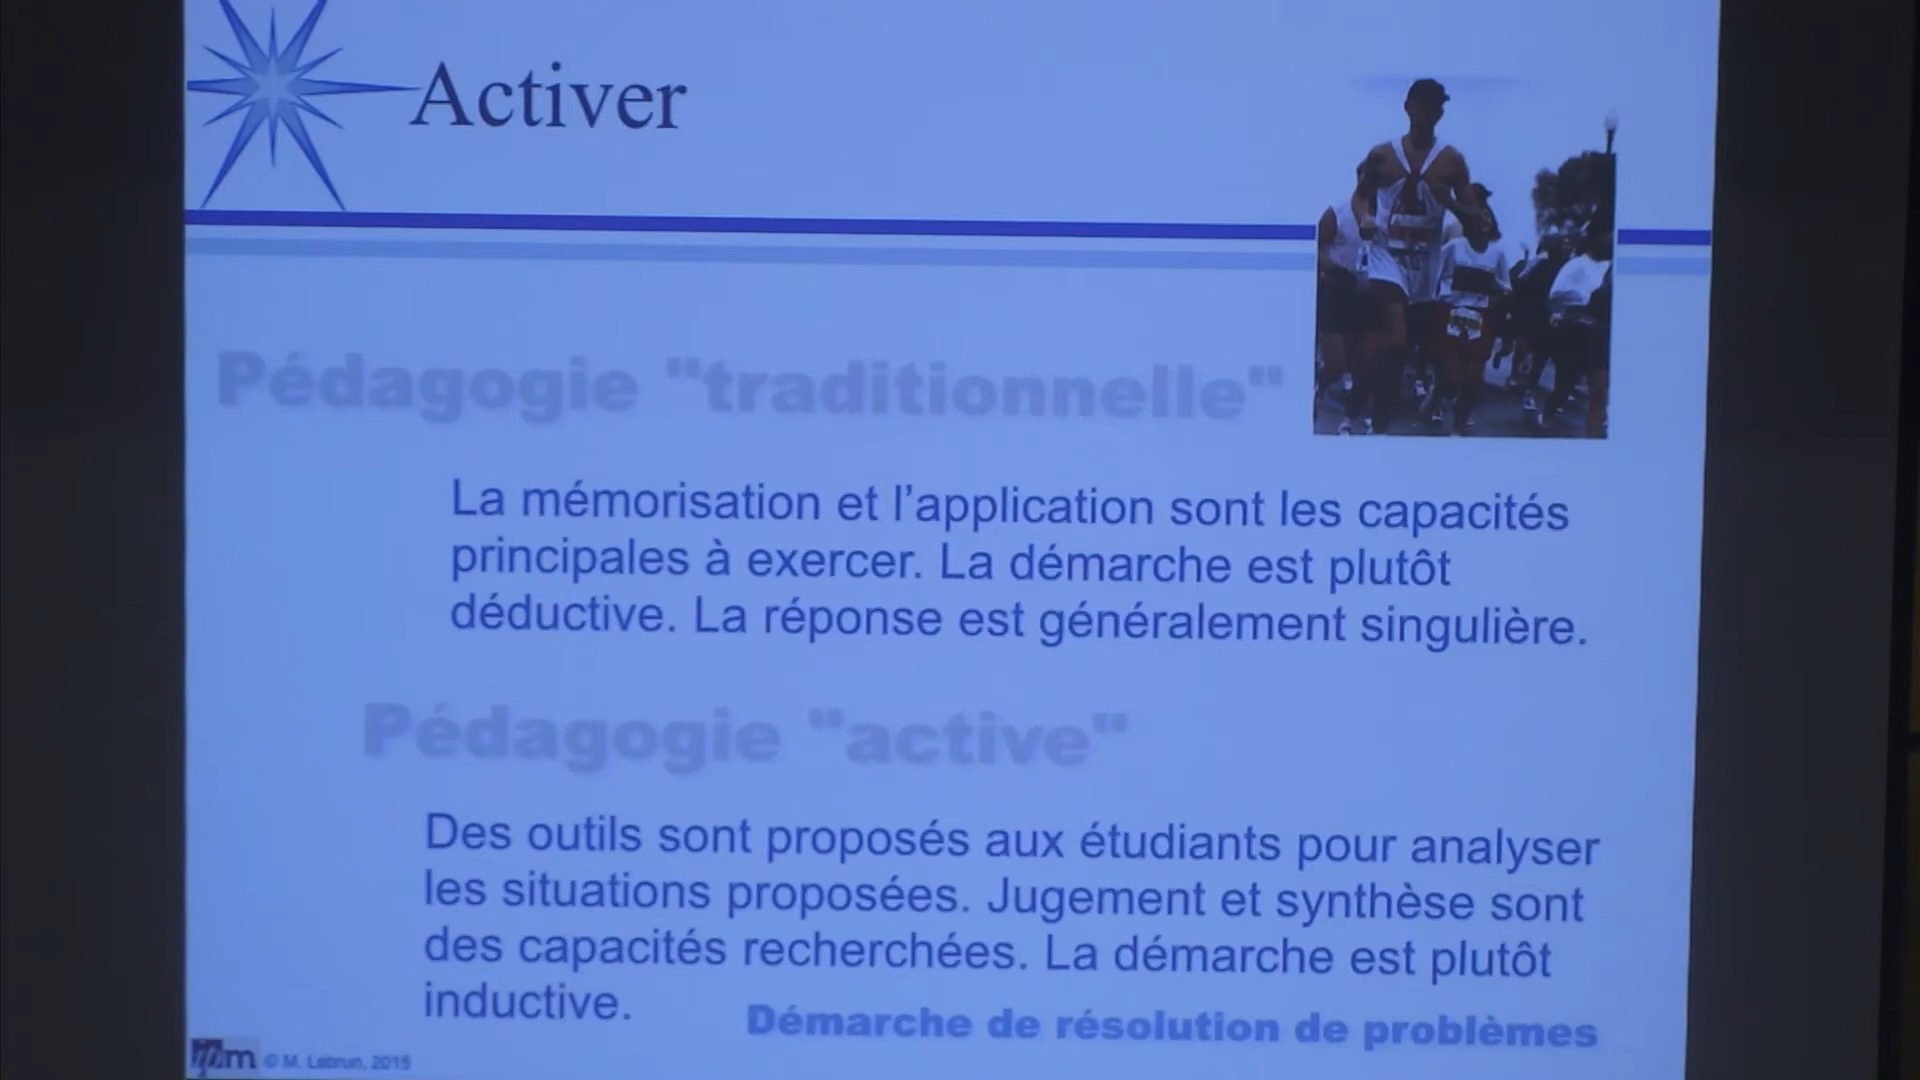 Activer
Pédagogie "traditionnelle"
La mémorisation et l’application sont les capacités
principales à exercer. La démarche est plutôt
déductive. La réponse est généralement singulière.
Pédagogie "active"
Des outils sont proposés aux étudiants pour analyser
les situations proposées. Jugement et synthèse sont
des capacités recherchées. La démarche est plutôt
inductive.
Démarche de résolution de problèmes
© M. Lebrun, 2015